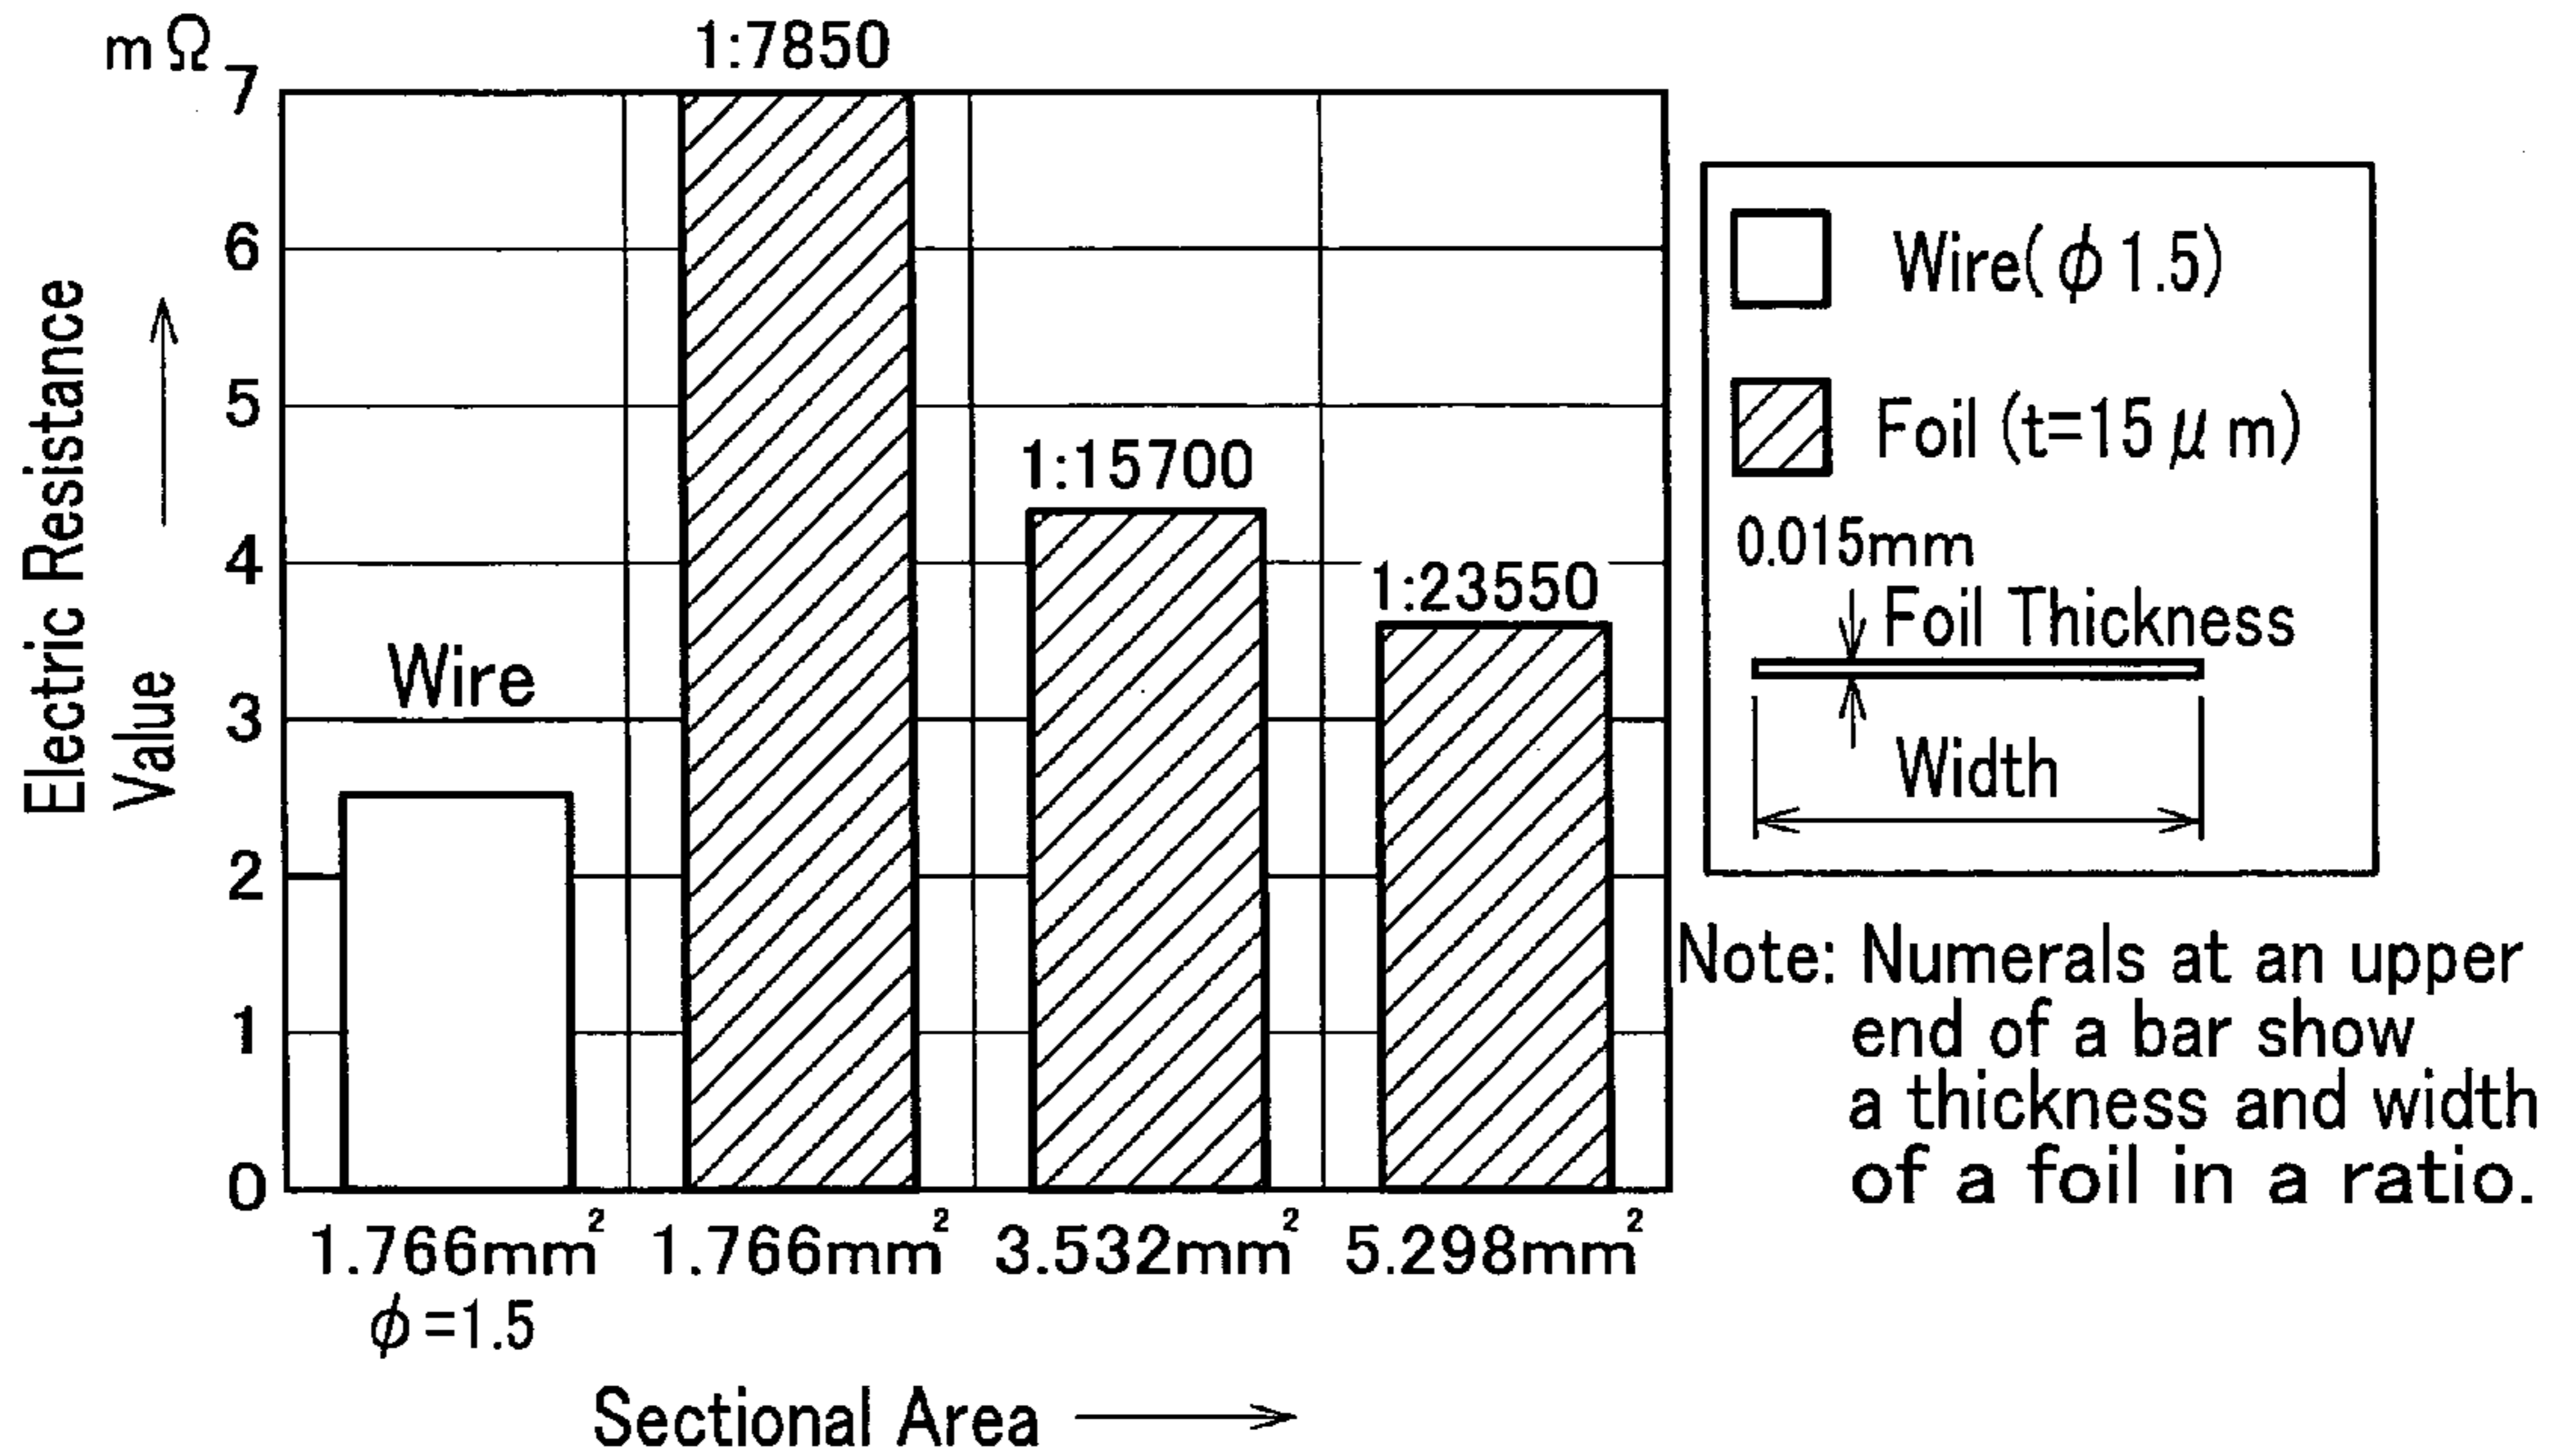 mΩ
7
6
5
4
3
2
1
0
Electric Resistance
Value
1:7850
1:15700
1:23550
Wire
1.766mm²
φ=1.5
1.766mm²
3.532mm²
5.298mm²
Sectional Area
Wire(φ1.5)
Foil (t=15μm)
0.015mm
Foil Thickness
Width
Note: Numerals at an upper
end of a bar show
a thickness and width
of a foil in a ratio.